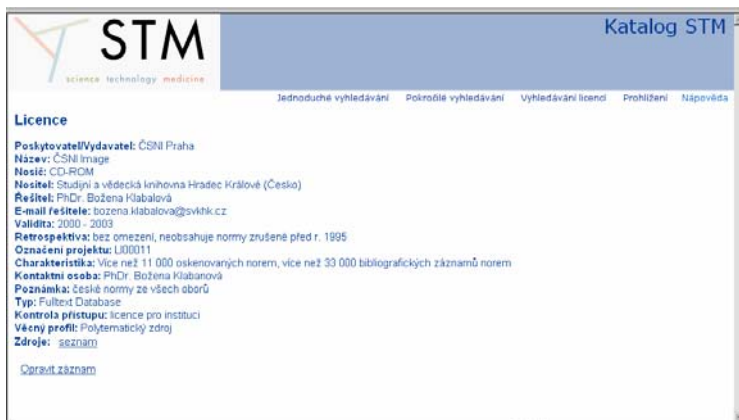 STM
science technology medicine
Katalog STM
Jednoduché vyhledávání Pokročilé vyhledávání Vyhledávání licencí Prohlížení Nápověda
Licence
Poskytovatel/Vydavatel: ČSNI Praha
Název: ČSNI Image
Nosič: CD-ROM
Nositel: Studijní a vědecká knihovna Hradec Králové (Česko)
Řešitel: PhDr. Božena Klabalová
E-mail řešitele: bozena.klabalova@svkhk.cz
Validita: 2000 - 2003
Retrospektiva: bez omezení, neobsahuje normy zrušené před r. 1995
Označení projektu: LI00011
Charakteristika: Více než 11 000 oskenovaných norem, více než 33 000 bibliografických záznamů norem
Kontaktní osoba: PhDr. Božena Klabanová
Poznámka: české normy ze všech oborů
Typ: Fulltext Database
Kontrola přístupu: licence pro instituci
Věcný profil: Polytematický zdroj
Zdroje: seznam
Opravit záznam